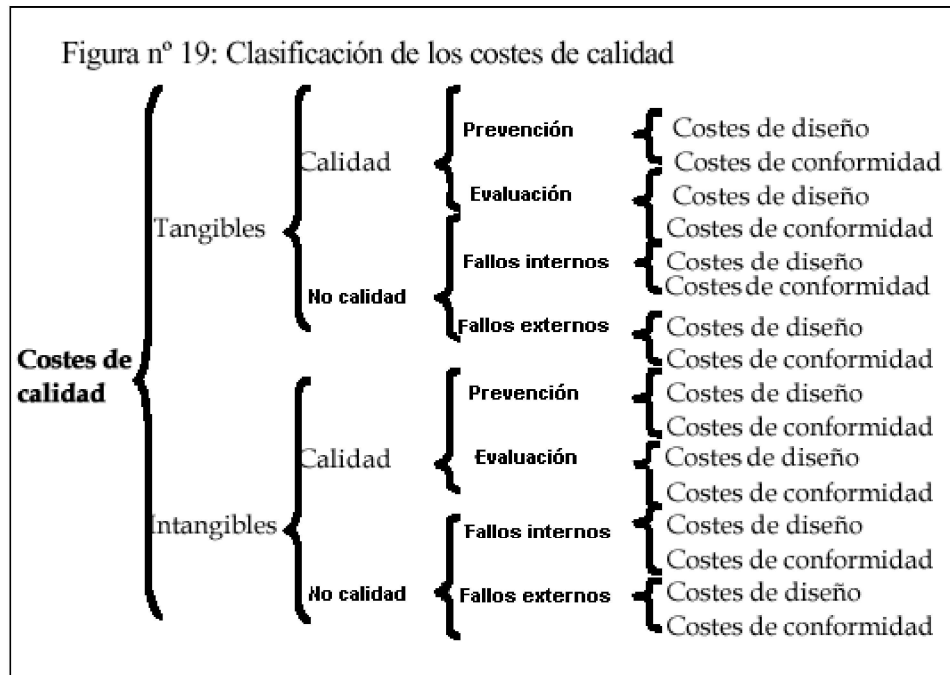 Figura nº 19: Clasificación de los costes de calidad
Prevención
Costes de diseño
Calidad
Costes de conformidad
Evaluación
Costes de diseño
Tangibles
Costes de conformidad
Fallos internos
Costes de diseño
Costes de conformidad
No calidad
Fallos externos
Costes de diseño
Costes de
calidad
Costes de conformidad
Prevención
Costes de diseño
Costes de conformidad
Calidad
Evaluación
Costes de diseño
Costes de conformidad
Intangibles
Fallos internos
Costes de diseño
Costes de conformidad
No calidad
Fallos externos
Costes de diseño
Costes de conformidad